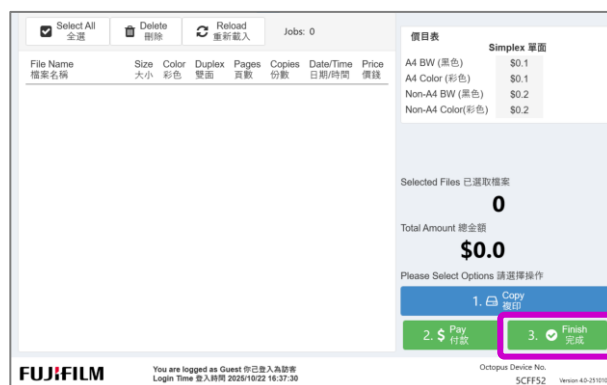 Select All
全選
Delete
刪除
Reload
重新載入
Jobs: 0
File Name
檔案名稱
Size
大小
Color
彩色
Duplex
雙面
Pages
頁數
Copies
份數
Date/Time
日期/時間
Price
價錢
價目表
Simplex 單面
A4 BW (黑色) $0.1
A4 Color (彩色) $0.1
Non-A4 BW (黑色) $0.2
Non-A4 Color(彩色) $0.2
Selected Files 已選取檔案
0
Total Amount 總金額
$0.0
Please Select Options 請選擇操作
1. Copy
複印
2. $ Pay
付款
3. Finish
完成
FUJIFILM
You are logged as Guest 你已登入為訪客
Login Time 登入時間 2025/10/22 16:37:30
Octopus Device No.
5CFF52